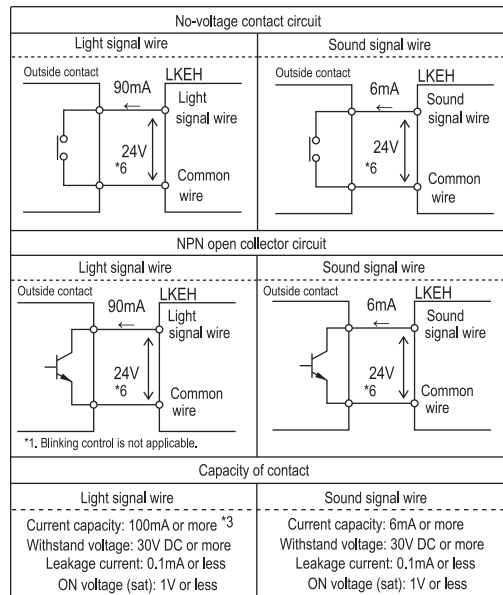 No-voltage contact circuit
Light signal wire
Sound signal wire
Outside contact
LKEH
90mA
←
Light
signal wire
24V
*6
Common
wire
Outside contact
LKEH
6mA
←
Sound
signal wire
24V
*6
Common
wire
NPN open collector circuit
Light signal wire
Sound signal wire
Outside contact
LKEH
90mA
←
Light
signal wire
24V
*6
Common
wire
*1. Blinking control is not applicable.
Outside contact
LKEH
6mA
←
Sound
signal wire
24V
*6
Common
wire
Capacity of contact
Light signal wire
Current capacity: 100mA or more *3
Withstand voltage: 30V DC or more
Leakage current: 0.1mA or less
ON voltage (sat): 1V or less
Sound signal wire
Current capacity: 6mA or more
Withstand voltage: 30V DC or more
Leakage current: 0.1mA or less
ON voltage (sat): 1V or less